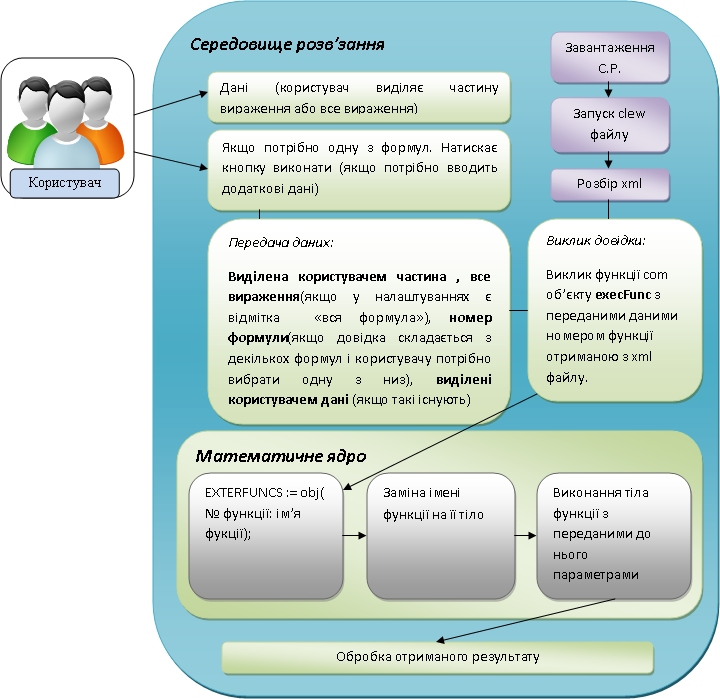 Середовище розв’язання
Завантаження
С.Р.
Запуск clew
файлу
Розбір xml
Користувач
Дані (користувач виділяє частину
вираження або все вираження)
Якщо потрібно одну з формул. Натискає
кнопку виконати (якщо потрібно вводить
додаткові дані)
Передача даних:
Виділена користувачем частина , все
вираження(якщо у налаштуваннях є
відмітка «вся формула»), номер
формули(якщо довідка складається з
декількох формул і користувачу потрібно
вибрати одну з низ), виділені
користувачем дані (якщо такі існують)
Виклик довідки:
Виклик функції com
об’єкту execFunc з
переданими даними
номером функції
отриманою з xml
файлу.
Математичне ядро
EXTERFUNCS := obj(
№ функції: ім’я
фукції);
Заміна імені
функції на її тіло
Виконання тіла
функції з
переданими до
нього
параметрами
Обробка отриманого результату